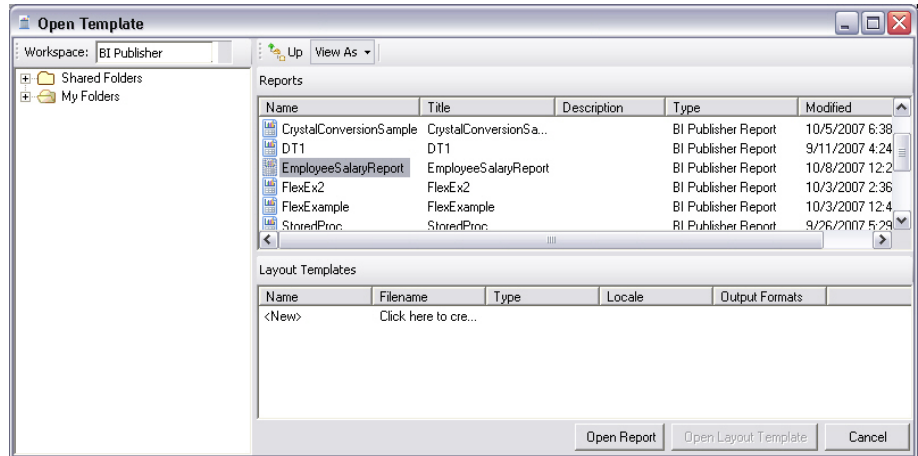 Open Template
Workspace: BI Publisher
Up View As
Shared Folders
My Folders
Reports
Name Title Description Type Modified
CrystalConversionSample CrystalConversionSa... BI Publisher Report 10/5/2007 6:38
DT1 DT1 BI Publisher Report 9/11/2007 4:24
EmployeeSalaryReport EmployeeSalaryReport BI Publisher Report 10/8/2007 12:2
FlexEx2 FlexEx2 BI Publisher Report 10/3/2007 2:36
FlexExample FlexExample BI Publisher Report 10/3/2007 12:4
StoredProc StoredProc BI Publisher Report 9/26/2007 5:29
Layout Templates
Name Filename Type Locale Output Formats
<New> Click here to cre...
Open Report Open Layout Template Cancel